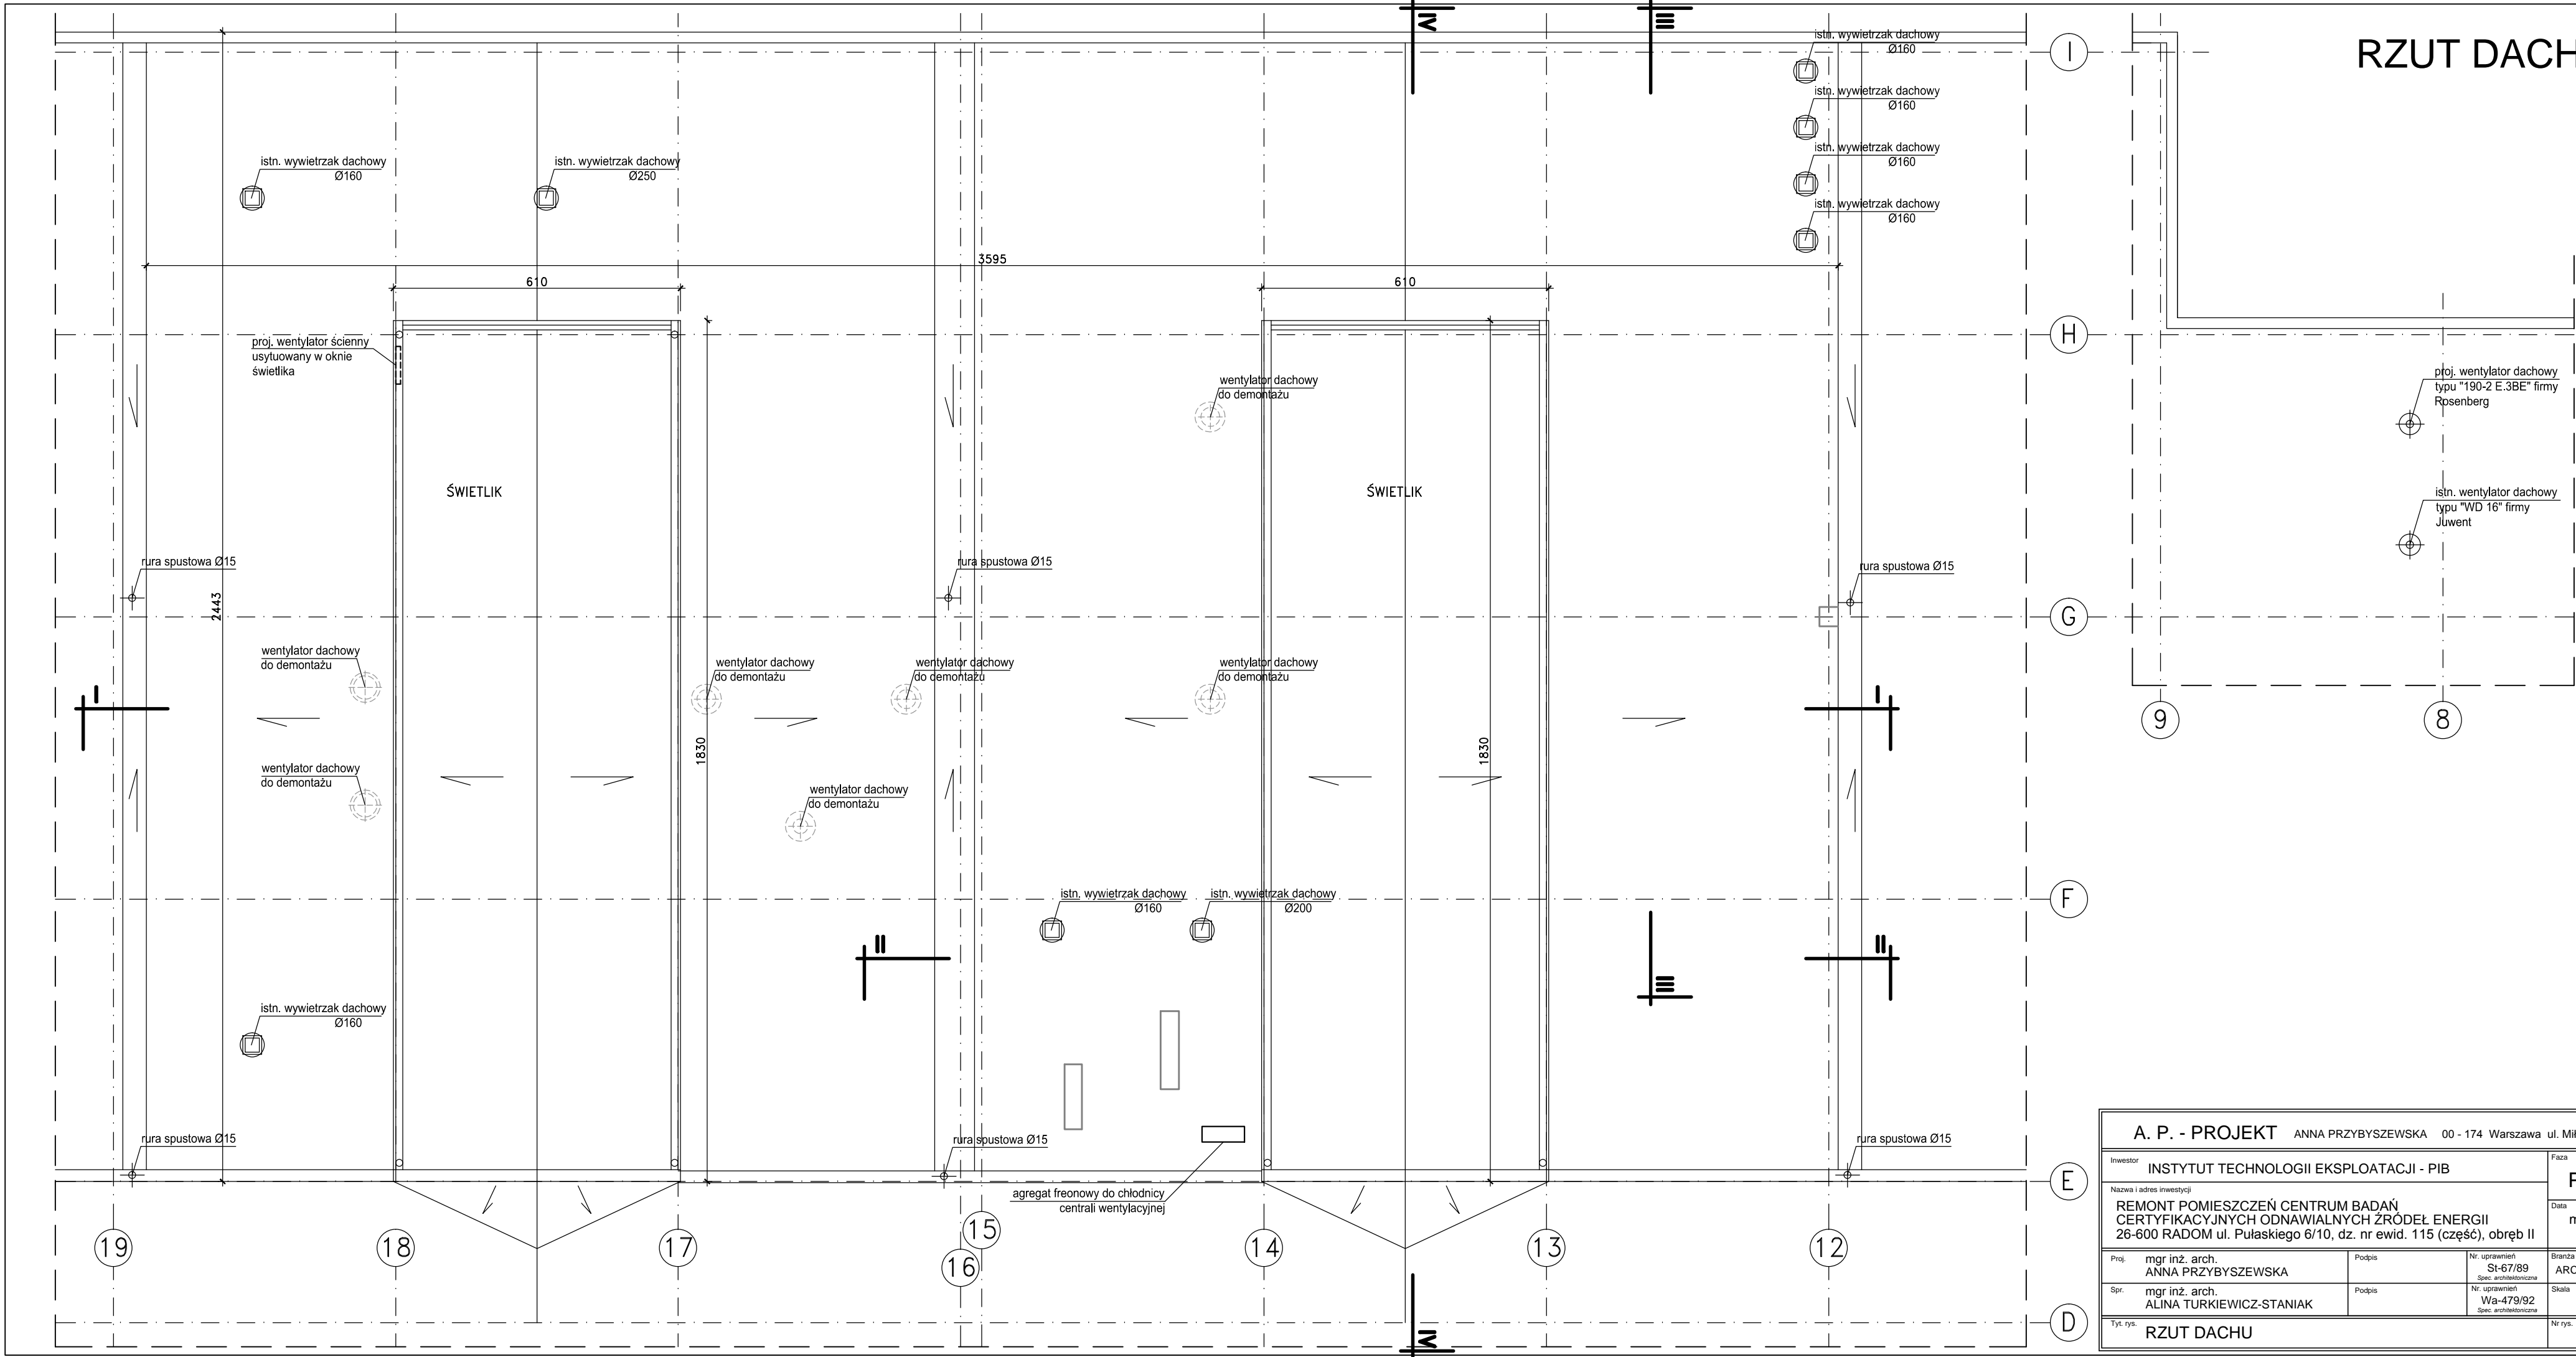 RZUT DACH
IV
III
I
istn. wywietrzak dachowy
Ø160
istn. wywietrzak dachowy
Ø160
istn. wywietrzak dachowy
Ø160
istn. wywietrzak dachowy
Ø160
istn. wywietrzak dachowy
Ø160
istn. wywietrzak dachowy
Ø250
3595
610
610
H
proj. wentylator ścienny
usytuowany w oknie
świetlika
wentylator dachowy
do demontażu
proj. wentylator dachowy
typu "190-2 E.3BE" firmy
Rosenberg
ŚWIETLIK
ŚWIETLIK
istn. wentylator dachowy
typu "WD 16" firmy
Juwent
rura spustowa Ø15
rura spustowa Ø15
rura spustowa Ø15
2443
G
wentylator dachowy
do demontażu
wentylator dachowy
do demontażu
wentylator dachowy
do demontażu
wentylator dachowy
do demontażu
I
I
9
8
1830
1830
wentylator dachowy
do demontażu
wentylator dachowy
do demontażu
F
istn. wywietrzak dachowy
Ø160
istn. wywietrzak dachowy
Ø200
II
II
III
istn. wywietrzak dachowy
Ø160
rura spustowa Ø15
rura spustowa Ø15
rura spustowa Ø15
E
agregat freonowy do chłodnicy
centrali wentylacyjnej
19
18
17
16
15
14
13
12
D
IV
A. P. - PROJEKT ANNA PRZYBYSZEWSKA 00 - 174 Warszawa ul.
Inwestor
INSTYTUT TECHNOLOGII EKSPLOATACJI - PIB
Faza
Nazwa i adres inwestycji
REMONT POMIESZCZEŃ CENTRUM BADAŃ
CERTYFIKACYJNYCH ODNAWIALNYCH ŹRÓDEŁ ENERGII
26-600 RADOM ul. Pułaskiego 6/10, dz. nr ewid. 115 (część), obręb II
Data
Proj.
mgr inż. arch.
ANNA PRZYBYSZEWSKA
Podpis
Nr. uprawnień
St-67/89
Spec. architektoniczna
Branża
ARC
Spr.
mgr inż. arch.
ALINA TURKIEWICZ-STANIAK
Podpis
Nr. uprawnień
Wa-479/92
Spec. architektoniczna
Skala
Tyt. rys.
RZUT DACHU
Nr rys.